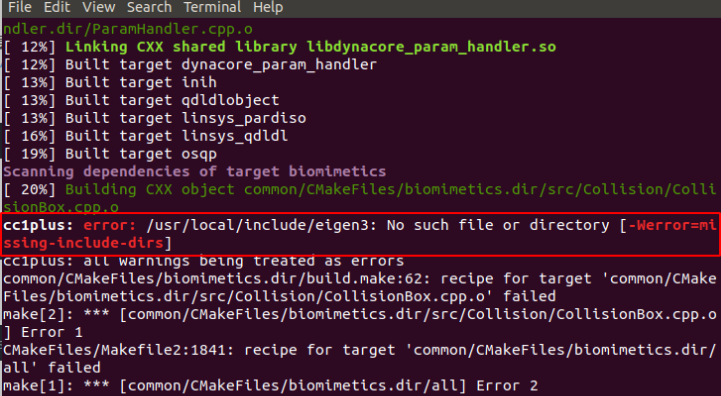 File Edit View Search Terminal Help
ndler.dir/ParamHandler.cpp.o
[ 12%] Linking CXX shared library libdynacore_param_handler.so
[ 12%] Built target dynacore_param_handler
[ 13%] Built target inih
[ 13%] Built target qdldlobject
[ 13%] Built target linsys_pardiso
[ 16%] Built target linsys_qdldl
[ 19%] Built target osqp
Scanning dependencies of target biomimetics
[ 20%] Building CXX object common/CMakeFiles/biomimetics.dir/src/Collision/Colli
sionBox.cpp.o
cc1plus: error: /usr/local/include/eigen3: No such file or directory [-Werror=mi
ssing-include-dirs]
cc1plus: all warnings being treated as errors
common/CMakeFiles/biomimetics.dir/build.make:62: recipe for target 'common/CMake
Files/biomimetics.dir/src/Collision/CollisionBox.cpp.o' failed
make[2]: *** [common/CMakeFiles/biomimetics.dir/src/Collision/CollisionBox.cpp.o
] Error 1
CMakeFiles/Makefile2:1841: recipe for target 'common/CMakeFiles/biomimetics.dir/
all' failed
make[1]: *** [common/CMakeFiles/biomimetics.dir/all] Error 2